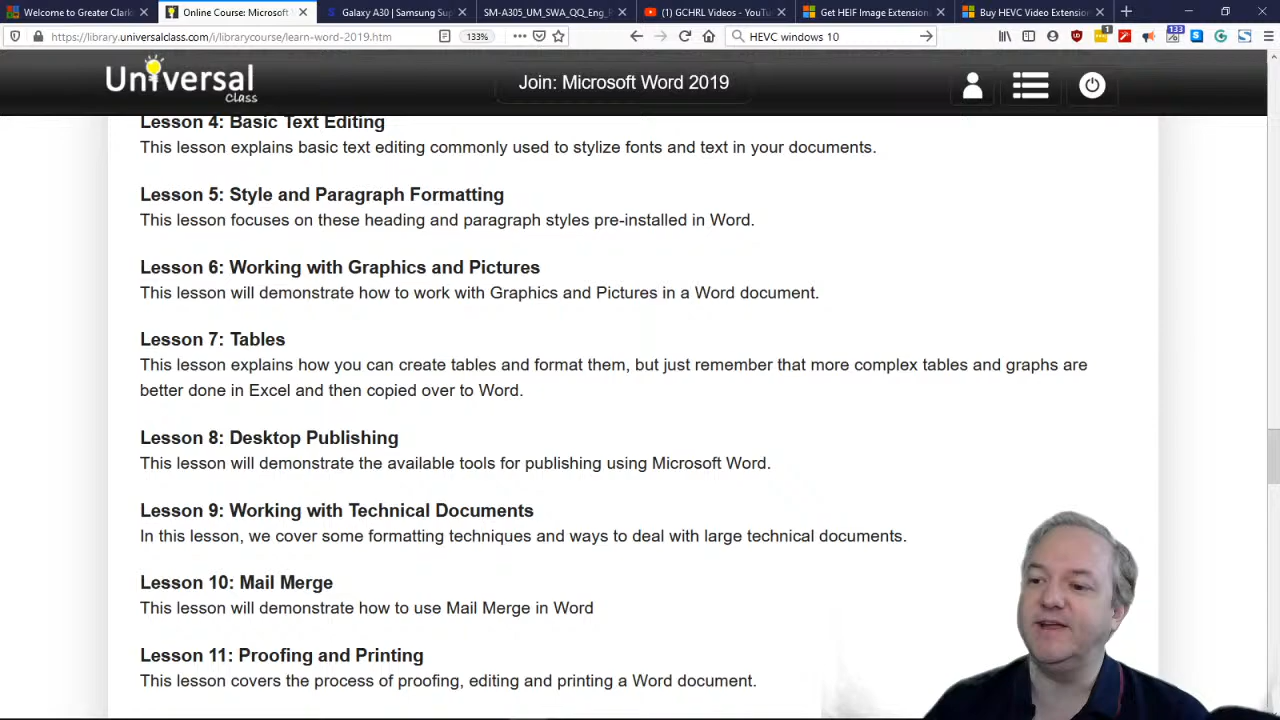 Welcome to Greater Clark
Online Course: Microsoft
Galaxy A30 | Samsung Sup
SM-A305_UM_SWA_QQ_Eng_
(1) GCHRL Videos - YouTu
Get HEIF Image Extension
Buy HEVC Video Extension
https://library.universalclass.com/i/librarycourse/learn-word-2019.htm
133%
HEVC windows 10
133
1
Universal
Class
Join: Microsoft Word 2019
Lesson 4: Basic Text Editing
This lesson explains basic text editing commonly used to stylize fonts and text in your documents.
Lesson 5: Style and Paragraph Formatting
This lesson focuses on these heading and paragraph styles pre-installed in Word.
Lesson 6: Working with Graphics and Pictures
This lesson will demonstrate how to work with Graphics and Pictures in a Word document.
Lesson 7: Tables
This lesson explains how you can create tables and format them, but just remember that more complex tables and graphs are
better done in Excel and then copied over to Word.
Lesson 8: Desktop Publishing
This lesson will demonstrate the available tools for publishing using Microsoft Word.
Lesson 9: Working with Technical Documents
In this lesson, we cover some formatting techniques and ways to deal with large technical documents.
Lesson 10: Mail Merge
This lesson will demonstrate how to use Mail Merge in Word
Lesson 11: Proofing and Printing
This lesson covers the process of proofing, editing and printing a Word document.